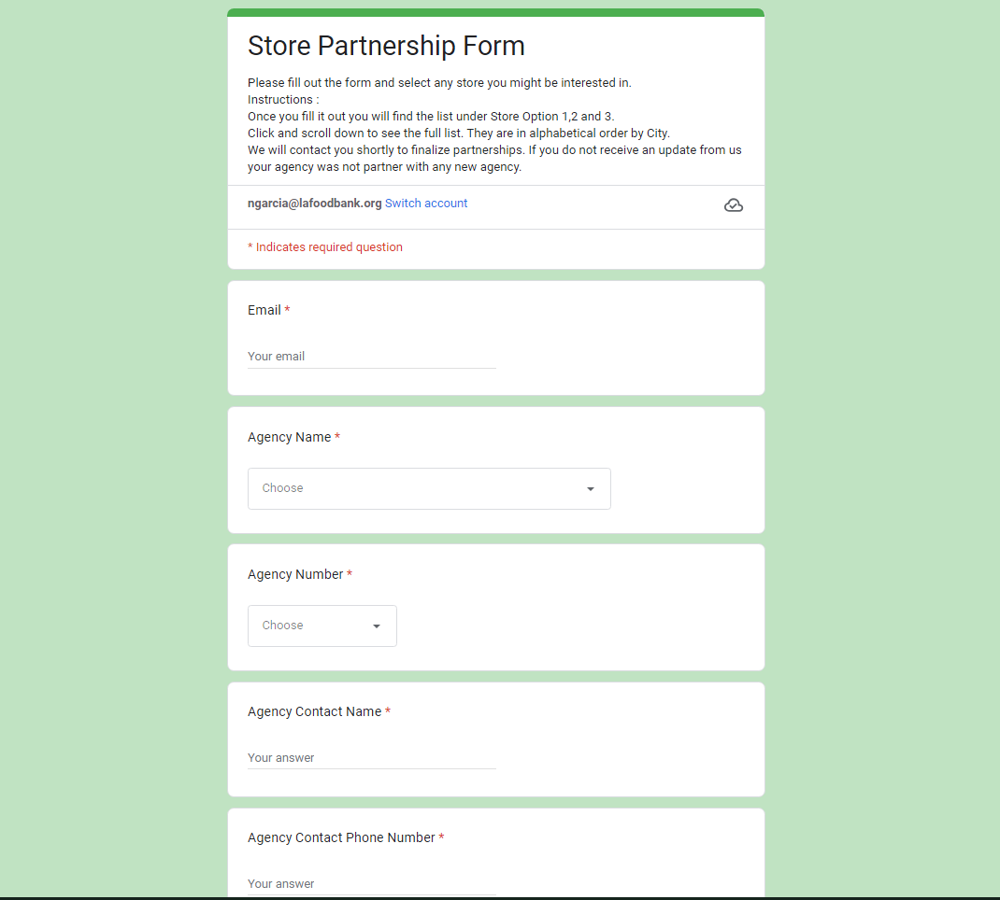 Store Partnership Form
Please fill out the form and select any store you might be interested in.
Instructions :
Once you fill it out you will find the list under Store Option 1,2 and 3.
Click and scroll down to see the full list. They are in alphabetical order by City.
We will contact you shortly to finalize partnerships. If you do not receive an update from us
your agency was not partner with any new agency.
ngarcia@lafoodbank.org Switch account
* Indicates required question
Email *
Your email
Agency Name *
Choose
Agency Number *
Choose
Agency Contact Name *
Your answer
Agency Contact Phone Number *
Your answer